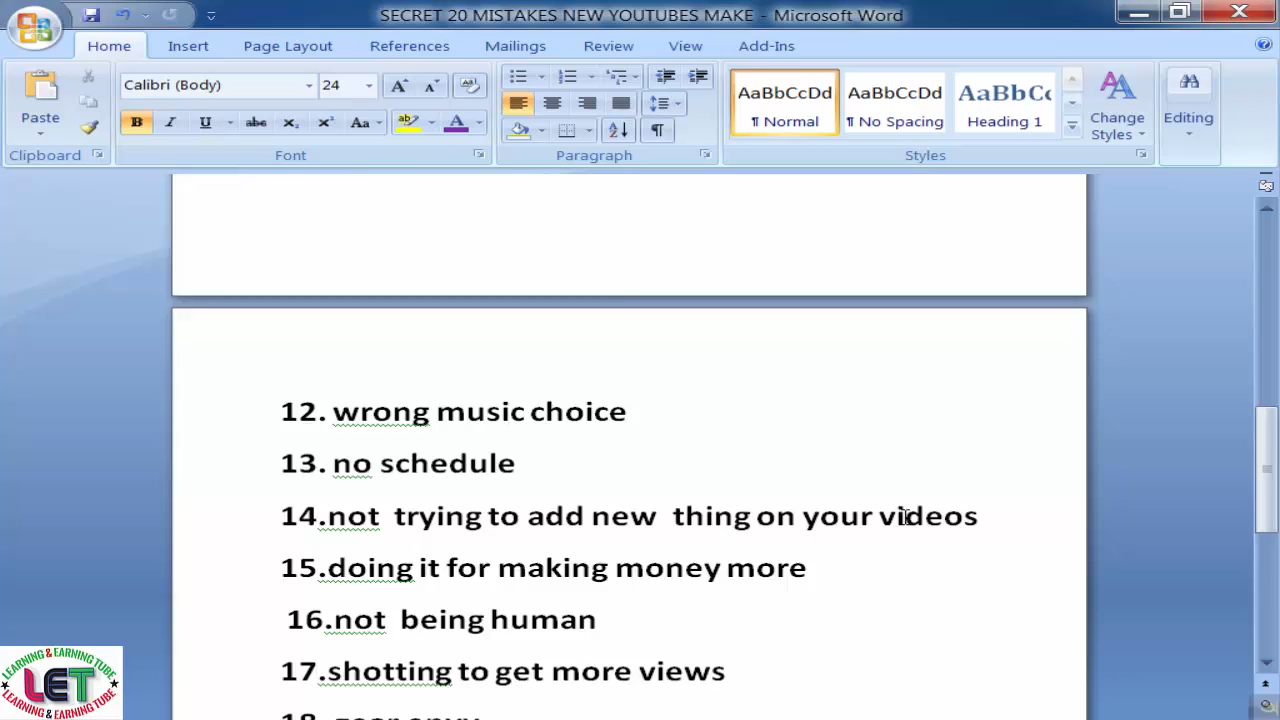 SECRET 20 MISTAKES NEW YOUTUBES MAKE - Microsoft Word
Home Insert Page Layout References Mailings Review View Add-Ins
Calibri (Body) 24
AaBbCcDd AaBbCcDd AaBbCc
Paste
¶ Normal ¶ No Spacing Heading 1 Change Styles Editing
Clipboard Font Paragraph Styles
12. wrong music choice
13. no schedule
14.not trying to add new thing on your videos
15.doing it for making money more
16.not being human
17.shotting to get more views
LEARNING & EARNING TUBE
LET
LEARNING & EARNING TUBE